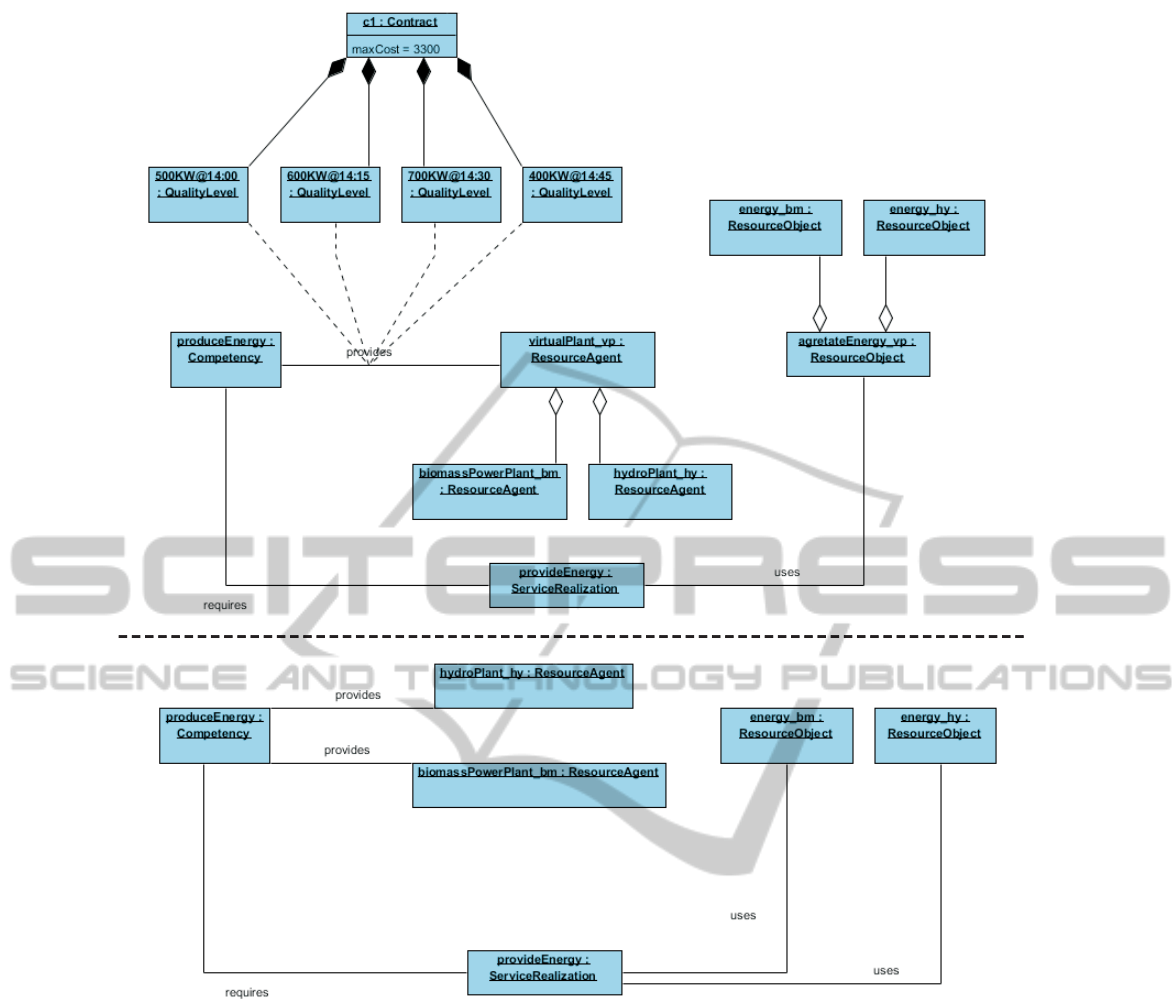 c1 : Contract
maxCost = 3300
500KW@14:00
: QualityLevel
600KW@14:15
: QualityLevel
700KW@14:30
: QualityLevel
400KW@14:45
: QualityLevel
energy_bm :
ResourceObject
energy_hy :
ResourceObject
produceEnergy :
Competency
provides
virtualPlant_vp :
ResourceAgent
agretateEnergy_vp :
ResourceObject
biomassPowerPlant_bm
: ResourceAgent
hydroPlant_hy :
ResourceAgent
SCITEPRESS
provideEnergy :
ServiceRealization
uses
requires
SCIENCE AND TECHNOLOGY PUBLICATIONS
hydroPlant_hy : ResourceAgent
provides
produceEnergy :
Competency
energy_bm :
ResourceObject
energy_hy :
ResourceObject
provides
biomassPowerPlant_bm : ResourceAgent
uses
provideEnergy :
ServiceRealization
uses
requires